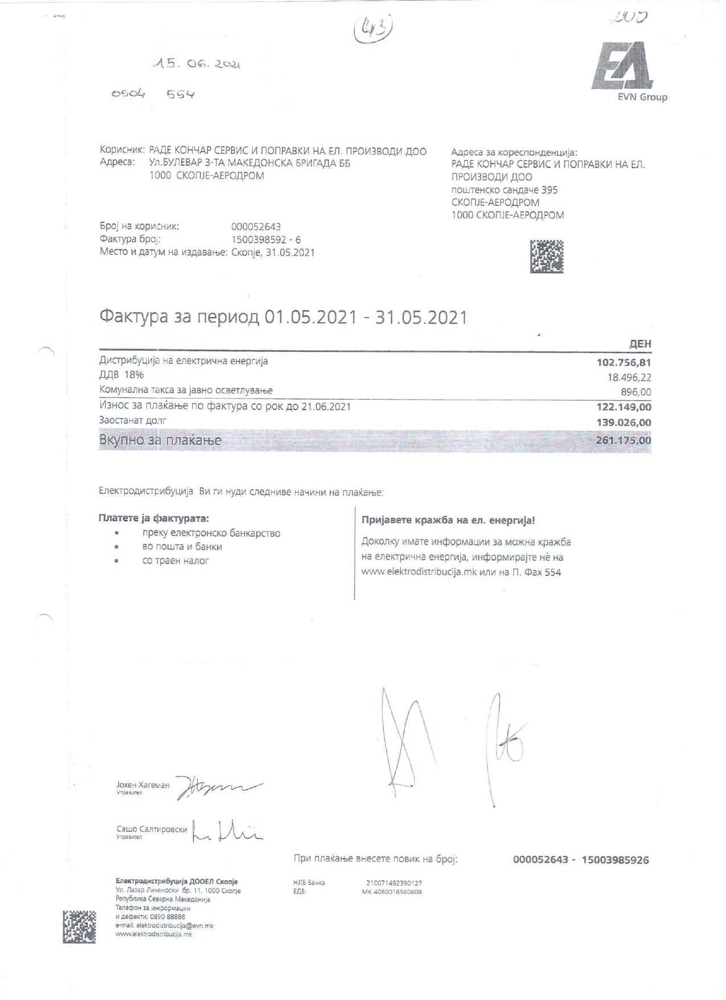 43
15. 06. 2021
0504 554
EVN Group
Корисник: РАДЕ КОНЧАР СЕРВИС И ПОПРАВКИ НА ЕЛ. ПРОИЗВОДИ ДОО
Адреса: Ул.БУЛЕВАР 3-ТА МАКЕДОНСКА БРИГАДА ББ
1000 СКОПЈЕ-АЕРОДРОМ
Адреса за кореспонденција:
РАДЕ КОНЧАР СЕРВИС И ПОПРАВКИ НА ЕЛ.
ПРОИЗВОДИ ДОО
поштенско сандаче 395
СКОПЈЕ-АЕРОДРОМ
1000 СКОПЈЕ-АЕРОДРОМ
Број на корисник: 000052643
Фактура број: 1500398592 - 6
Место и датум на издавање: Скопје, 31.05.2021
Фактура за период 01.05.2021 - 31.05.2021
ДЕН
Дистрибуција на електрична енергија 102.756,81
ДДВ 18% 18.496,22
Комунална такса за јавно осветлување 896,00
Износ за плаќање по фактура со рок до 21.06.2021 122.149,00
Заостанат долг 139.026,00
Вкупно за плаќање 261.175,00
Електродистрибуција Ви ги нуди следниве начини на плаќање:
Платете ја фактурата:
• преку електронско банкарство
• во пошта и банки
• со траен налог
Пријавете кражба на ел. енергија!
Доколку имате информации за можна кражба
на електрична енергија, информирајте нѐ на
www.elektrodistribucija.mk или на П. Фах 554
Јохен Хагеман
Управител
Сашо Салтировски
Управител
При плаќање внесете повик на број: 000052643 - 15003985926
Електродистрибуција ДООЕЛ Скопје
Ул. Лазар Личеноски бр. 11, 1000 Скопје
Република Северна Македонија
Телефон за информации
и дефекти: 0890 88888
e-mail: elektrodistribucija@evn.mk
www.elektrodistribucija.mk
НЛБ Банка 210071492390127
ЕДБ: МК 4080016560608